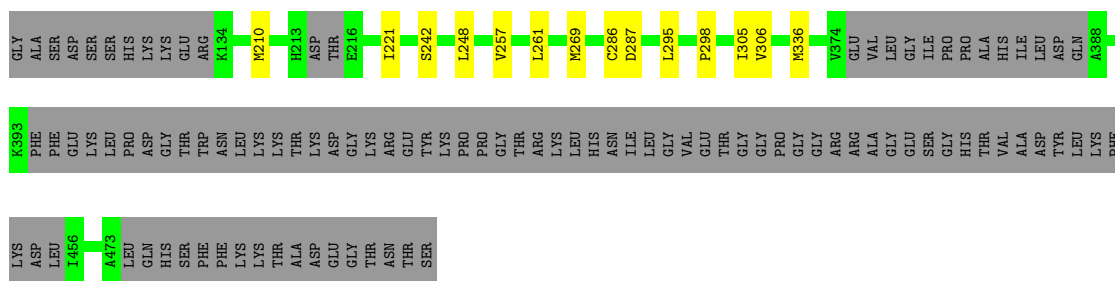 GLY ALA SER ASP SER SER HIS LYS LYS GLU ARG K134 M210 H213 ASP THR E216 I221 S242 L248 V257 L261 M269 C286 D287 L295 P298 I305 V306 M336 V374 GLU VAL LEU GLY ILE PRO PRO ALA HIS ILE LEU ASP GLN A388
K393 PHE PHE GLU LYS LEU PRO ASP GLY THR TRP ASN LEU LYS LYS THR LYS ASP GLY LYS ARG GLU TYR LYS PRO PRO GLY THR ARG LYS LEU HIS ASN ILE LEU GLY VAL GLU THR GLY GLY PRO GLY GLY ARG ARG ALA GLY GLU SER GLY HIS THR VAL ALA ASP TYR LEU LYS PHE
LYS ASP LEU I456 A473 LEU GLN HIS SER PHE PHE LYS LYS THR ALA ASP GLU GLY THR ASN THR SER